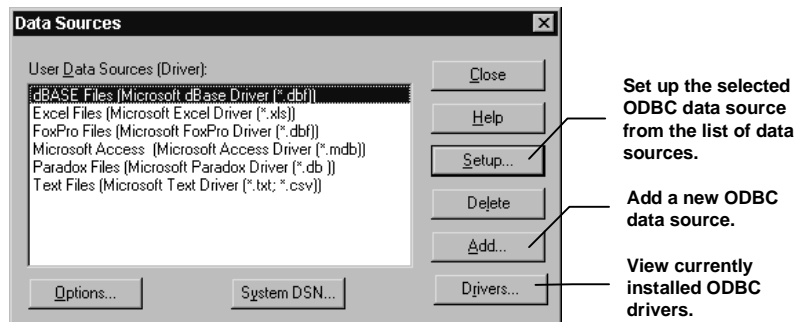 Data Sources
User Data Sources (Driver):
dBASE Files (Microsoft dBase Driver (*.dbf))
Excel Files (Microsoft Excel Driver (*.xls))
FoxPro Files (Microsoft FoxPro Driver (*.dbf))
Microsoft Access (Microsoft Access Driver (*.mdb))
Paradox Files (Microsoft Paradox Driver (*.db ))
Text Files (Microsoft Text Driver (*.txt; *.csv))
Close
Help
Setup...
Delete
Add...
Options...
System DSN...
Drivers...
Set up the selected
ODBC data source
from the list of data
sources.
Add a new ODBC
data source.
View currently
installed ODBC
drivers.